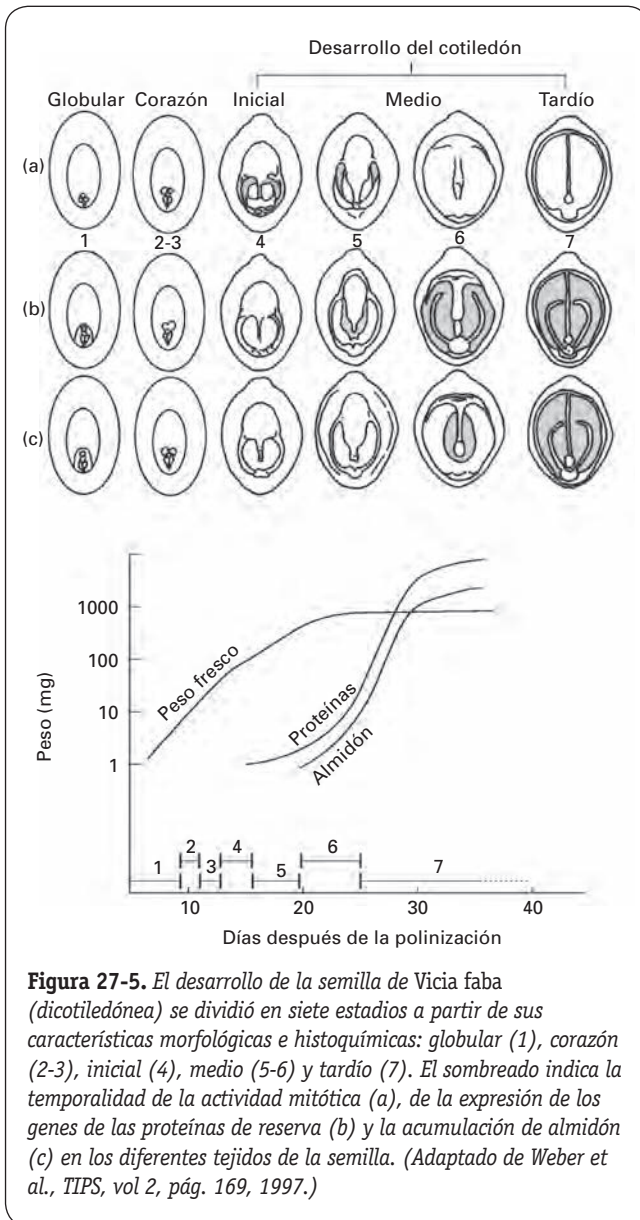 Desarrollo del cotiledón
Globular Corazón Inicial Medio Tardío
(a)
1 2-3 4 5 6 7
(b)
(c)
1000
100
10
1
Peso (mg)
Peso fresco
Proteínas
Almidón
1 2 3 4 5 6 7
10 20 30 40
Días después de la polinización
Figura 27-5. El desarrollo de la semilla de Vicia faba
(dicotiledónea) se dividió en siete estadios a partir de sus
características morfológicas e histoquímicas: globular (1), corazón
(2-3), inicial (4), medio (5-6) y tardío (7). El sombreado indica la
temporalidad de la actividad mitótica (a), de la expresión de los
genes de las proteínas de reserva (b) y la acumulación de almidón
(c) en los diferentes tejidos de la semilla. (Adaptado de Weber et
al., TIPS, vol 2, pág. 169, 1997.)